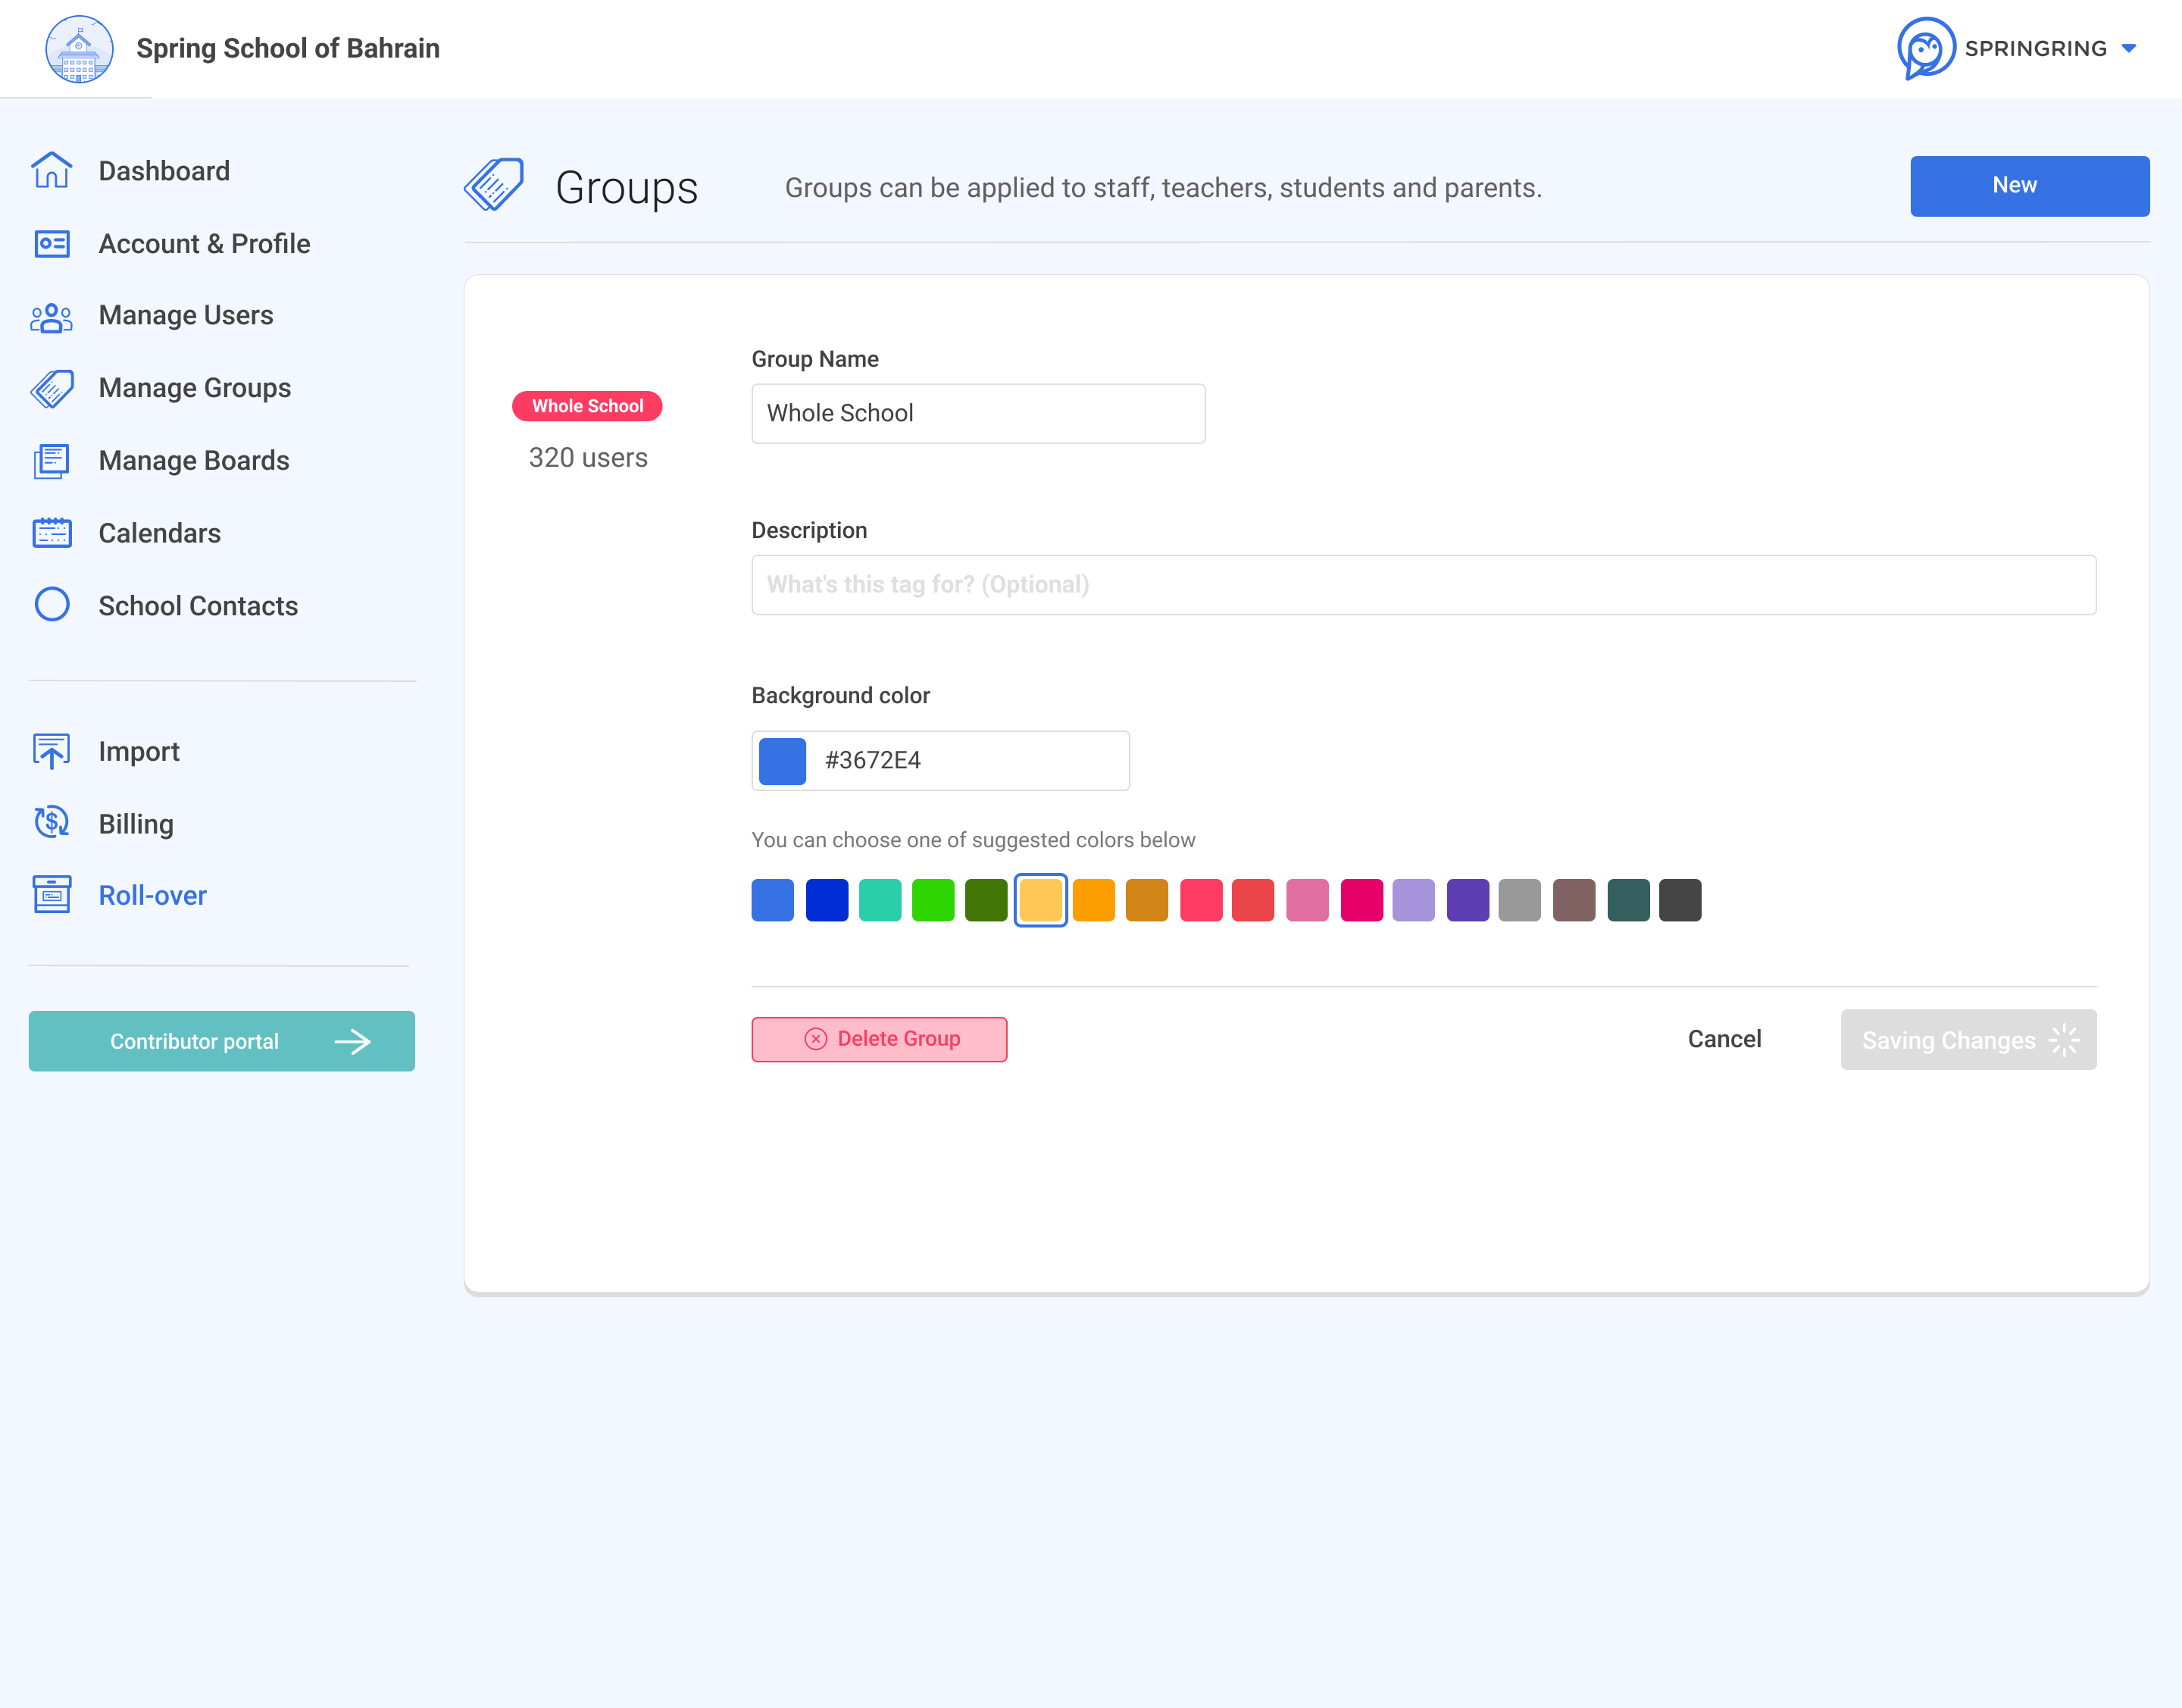 Spring School of Bahrain
SPRINGRING
Dashboard
Account & Profile
Manage Users
Manage Groups
Manage Boards
Calendars
School Contacts
Import
Billing
Roll-over
Contributor portal
Groups
Groups can be applied to staff, teachers, students and parents.
New
Whole School
320 users
Group Name
Whole School
Description
What's this tag for? (Optional)
Background color
#3672E4
You can choose one of suggested colors below
Delete Group
Cancel
Saving Changes